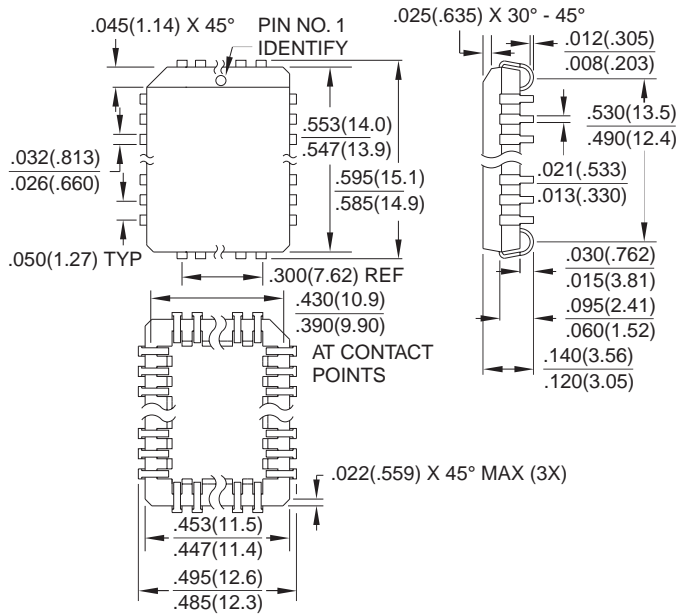 .045(1.14) X 45°
PIN NO. 1
IDENTIFY
.025(.635) X 30° - 45°
.012(.305)
.008(.203)
.553(14.0)
.547(13.9)
.530(13.5)
.490(12.4)
.032(.813)
.026(.660)
.595(15.1)
.585(14.9)
.021(.533)
.013(.330)
.050(1.27) TYP
.300(7.62) REF
.030(.762)
.015(3.81)
.430(10.9)
.390(9.90)
AT CONTACT
POINTS
.095(2.41)
.060(1.52)
.140(3.56)
.120(3.05)
.022(.559) X 45° MAX (3X)
.453(11.5)
.447(11.4)
.495(12.6)
.485(12.3)